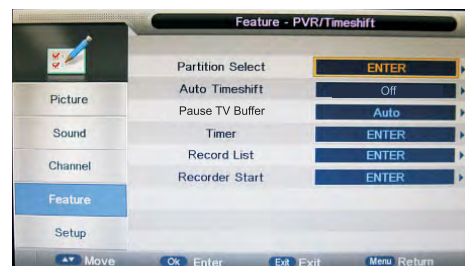 Feature - PVR/Timeshift
Partition Select ENTER
Auto Timeshift Off
Pause TV Buffer Auto
Timer ENTER
Record List ENTER
Recorder Start ENTER
Picture
Sound
Channel
Feature
Setup
Move Ok Enter Exit Exit Menu Return